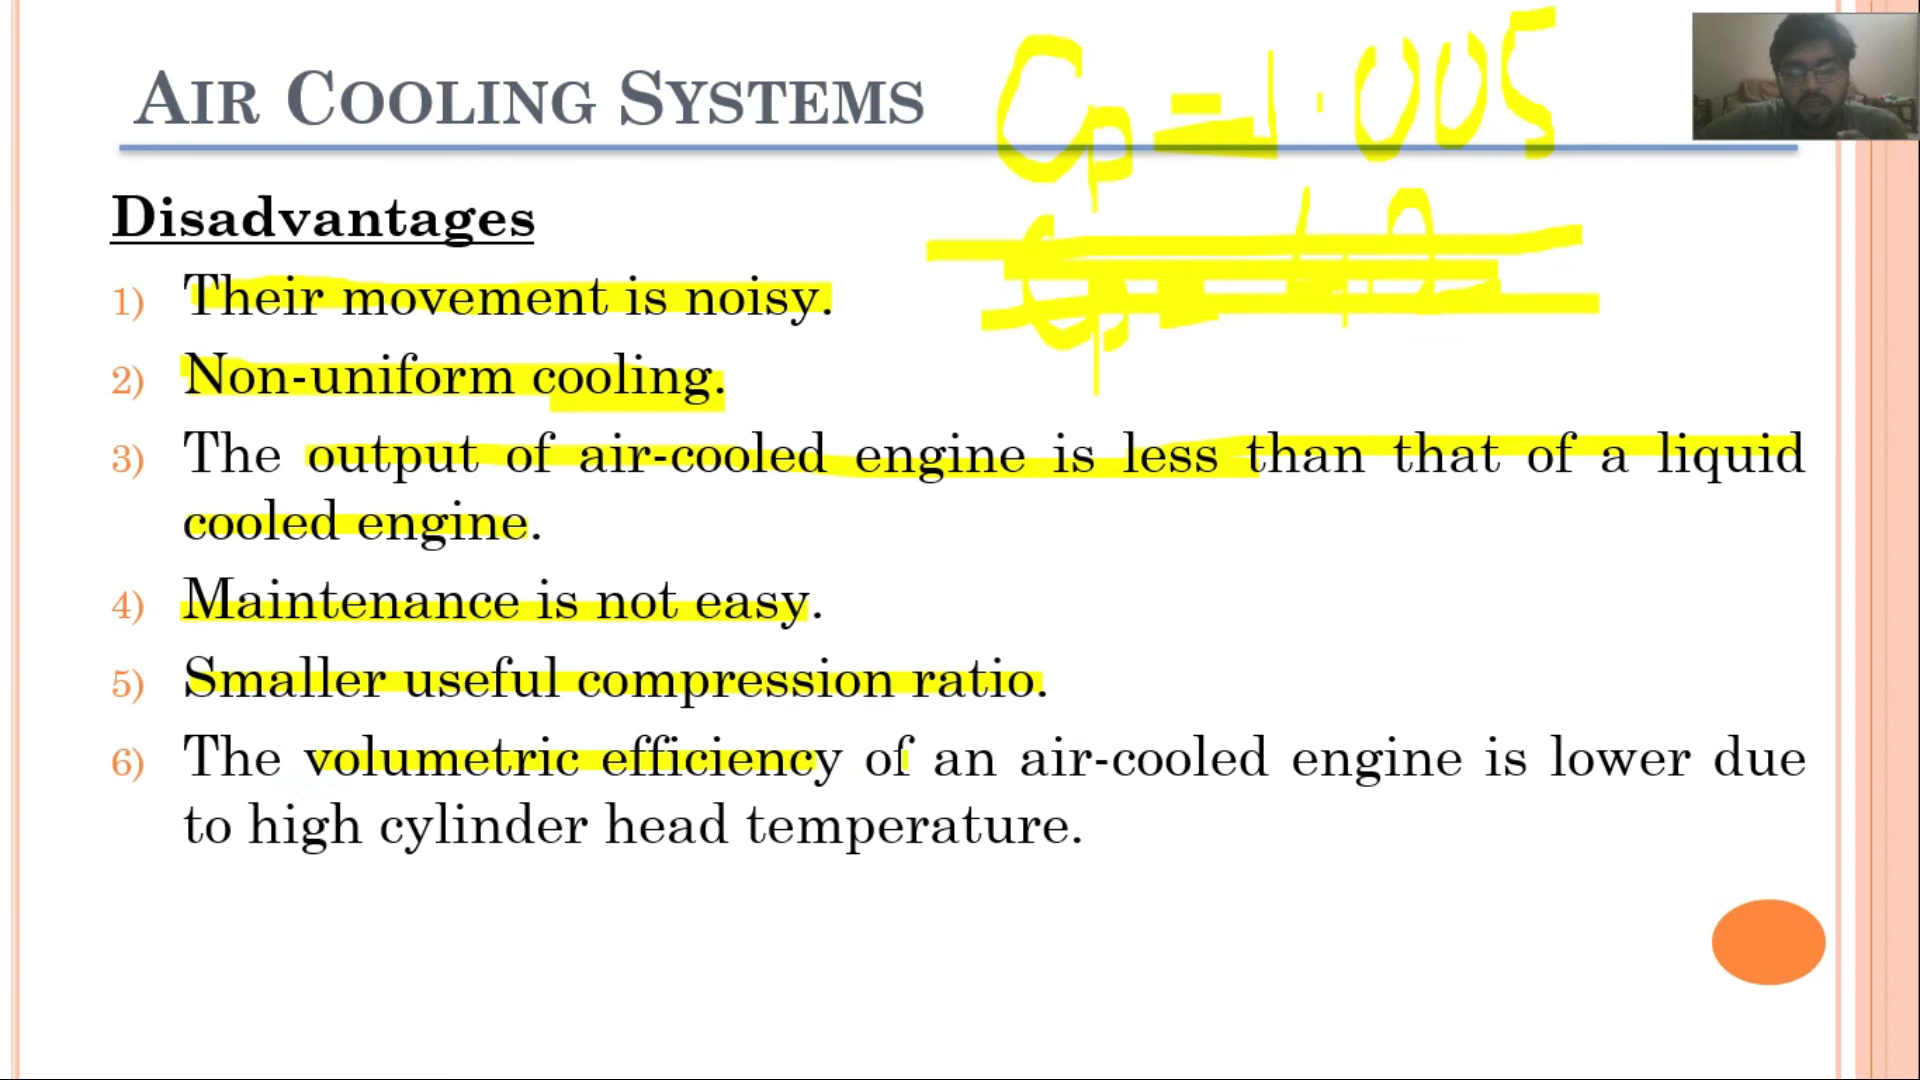 AIR COOLING SYSTEMS
Cp = 1.005
Disadvantages
1) Their movement is noisy.
2) Non-uniform cooling.
3) The output of air-cooled engine is less than that of a liquid
cooled engine.
4) Maintenance is not easy.
5) Smaller useful compression ratio.
6) The volumetric efficiency of an air-cooled engine is lower due
to high cylinder head temperature.